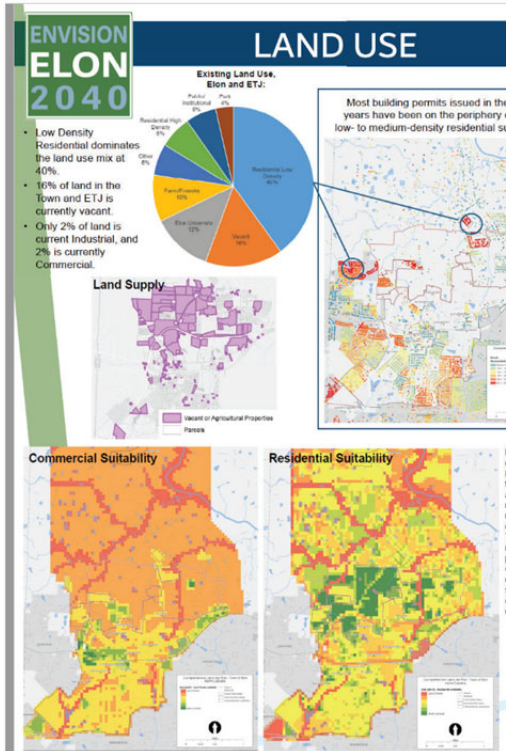 ENVISION
ELON
2040
LAND USE
Existing Land Use,
Elon and ETJ:
Public/
Institutional
Park
4%
Residential High
Density
Other
Farm/Forestry
10%
Elon University
12%
Vacant
16%
Residential Low
Density
40%
• Low Density
Residential dominates
the land use mix at
40%.
• 16% of land in the
Town and ETJ is
currently vacant.
• Only 2% of land is
current Industrial, and
2% is currently
Commercial.
Most building permits issued in the
years have been on the periphery
low- to medium-density residential su
Land Supply
Vacant or Agricultural Properties
Parcels
Commercial Suitability
Residential Suitability